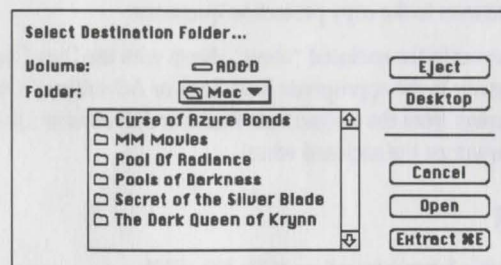 Select Destination Folder...
Volume: AD&D
Folder: Mac
Curse of Azure Bonds
MM Movies
Pool Of Radiance
Pools of Darkness
Secret of the Silver Blade
The Dark Queen of Krynn
Eject
Desktop
Cancel
Open
Extract ⌘E